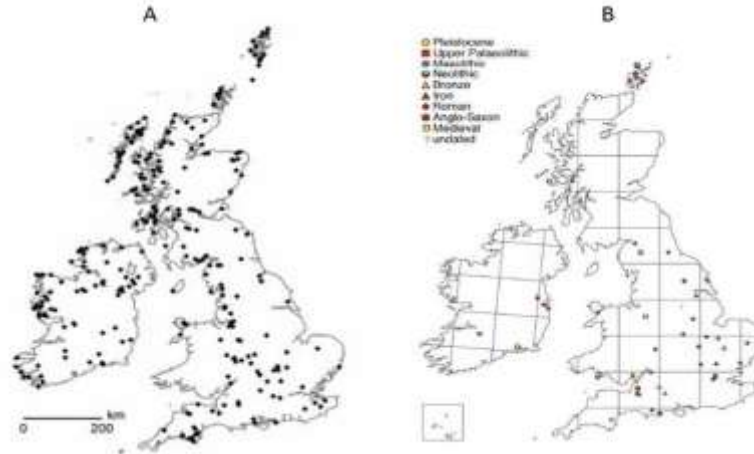 A
B
Pleistocene
Upper Palaeolithic
Mesolithic
Neolithic
Bronze
Iron
Roman
Anglo-Saxon
Medieval
undated
km
0 200